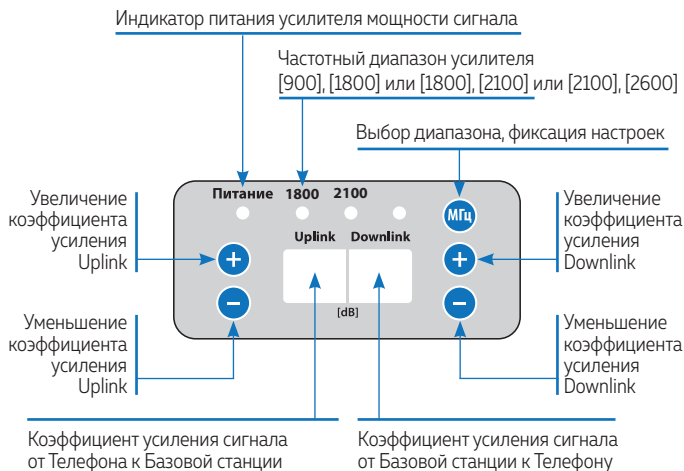 Индикатор питания усилителя мощности сигнала
Частотный диапазон усилителя
[900], [1800] или [1800], [2100] или [2100], [2600]
Выбор диапазона, фиксация настроек
Увеличение
коэффициента
усиления
Uplink
Питание 1800 2100
МГц
Uplink Downlink
+
+
−
−
[dB]
Увеличение
коэффициента
усиления
Downlink
Уменьшение
коэффициента
усиления
Uplink
Уменьшение
коэффициента
усиления
Downlink
Коэффициент усиления сигнала
от Телефона к Базовой станции
Коэффициент усиления сигнала
от Базовой станции к Телефону